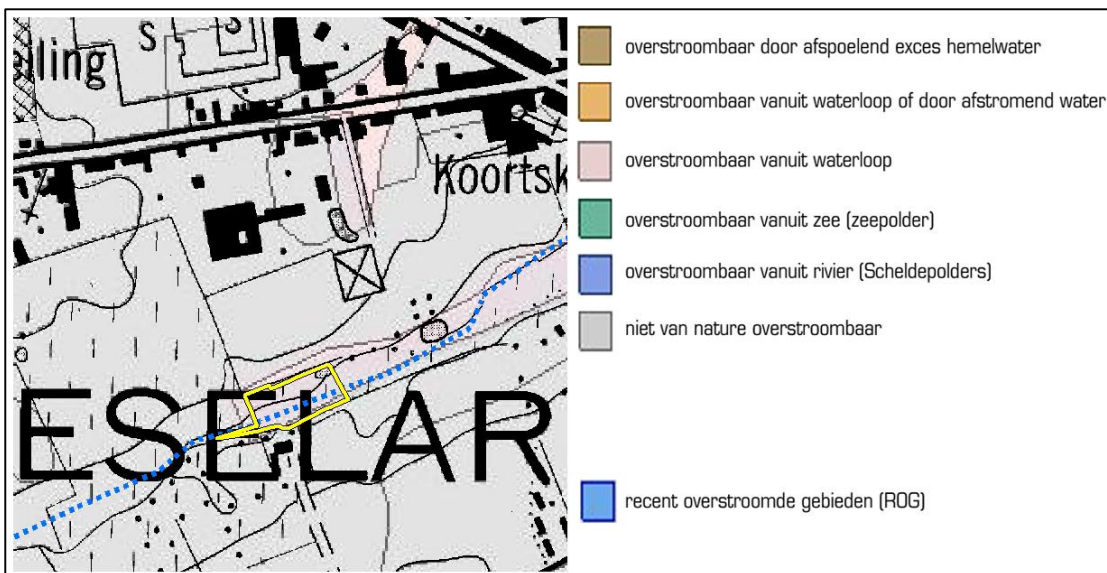 lling
S
S
Koortsk
ESELAR
overstroombaar door afspoelend exces hemelwater
overstroombaar vanuit waterloop of door afstromend water
overstroombaar vanuit waterloop
overstroombaar vanuit zee (zeepolder)
overstroombaar vanuit rivier (Scheldepolders)
niet van nature overstroombaar
recent overstroomde gebieden (ROG)